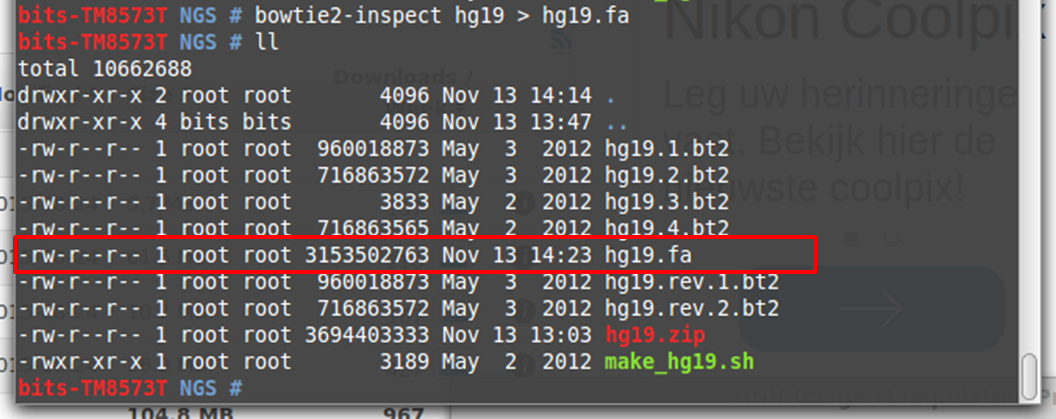 bits-TM8573T NGS # bowtie2-inspect hg19 > hg19.fa
bits-TM8573T NGS # ll
total 10662688
drwxr-xr-x 2 root root 4096 Nov 13 14:14 .
drwxr-xr-x 4 bits bits 4096 Nov 13 13:47 ..
-rw-r--r-- 1 root root 960018873 May 3 2012 hg19.1.bt2
-rw-r--r-- 1 root root 716863572 May 3 2012 hg19.2.bt2
-rw-r--r-- 1 root root 3833 May 2 2012 hg19.3.bt2
-rw-r--r-- 1 root root 716863565 May 2 2012 hg19.4.bt2
-rw-r--r-- 1 root root 3153502763 Nov 13 14:23 hg19.fa
-rw-r--r-- 1 root root 960018873 May 3 2012 hg19.rev.1.bt2
-rw-r--r-- 1 root root 716863572 May 3 2012 hg19.rev.2.bt2
-rw-r--r-- 1 root root 3694403333 Nov 13 13:03 hg19.zip
-rwxr-xr-x 1 root root 3189 May 2 2012 make_hg19.sh
bits-TM8573T NGS #
Downloads /
Nikon Coolpix
Leg uw herinneringe
vast. Bekijk hier de
nieuwste coolpix!
104.8 MB 967